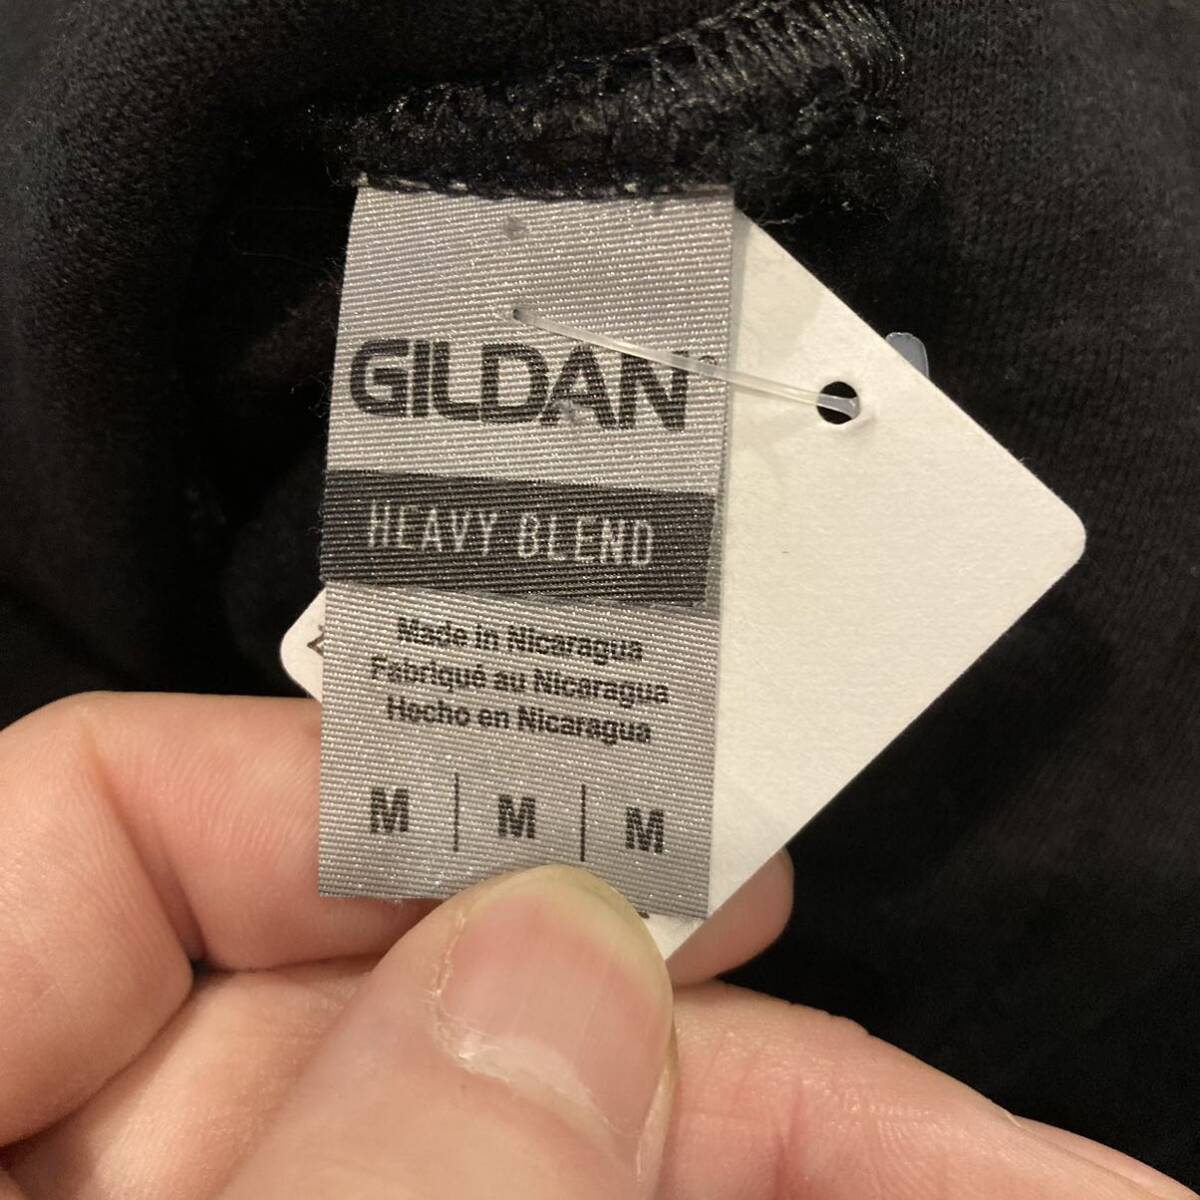 GILDAN
HEAVY BLEND
Made in Nicaragua
Fabriqué au Nicaragua
Hecho en Nicaragua
M | M | M